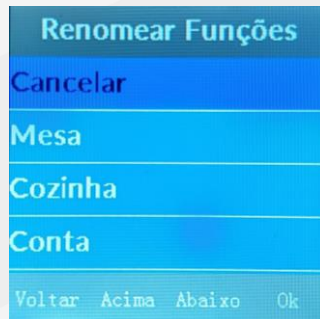 Renomear Funções
Cancelar
Mesa
Cozinha
Conta
Voltar Acima Abaixo Ok